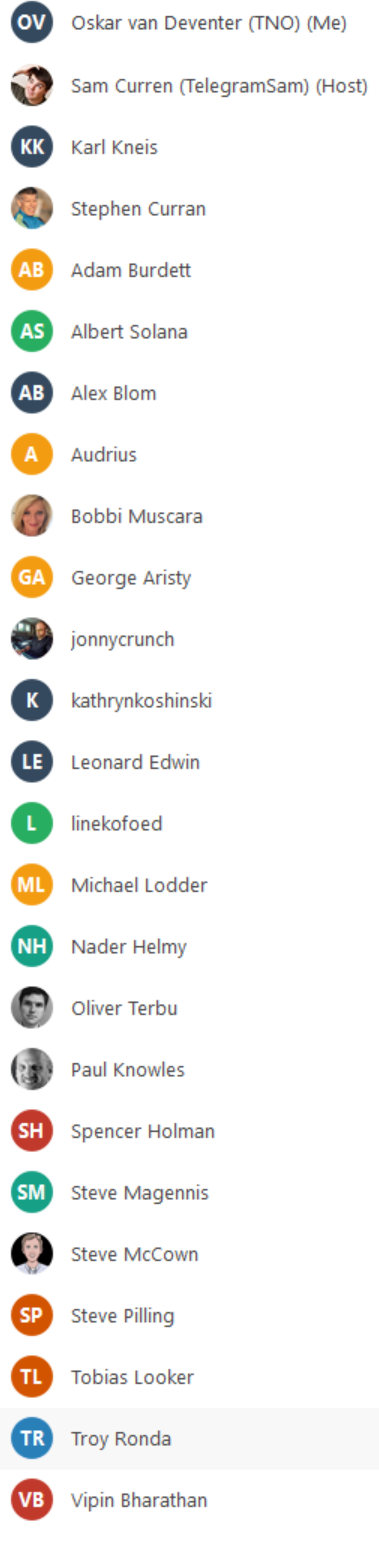 OV Oskar van Deventer (TNO) (Me)
Sam Curren (TelegramSam) (Host)
KK Karl Kneis
Stephen Curran
AB Adam Burdett
AS Albert Solana
AB Alex Blom
A Audrius
Bobbi Muscara
GA George Aristy
jonnycrunch
K kathrynkoshinski
LE Leonard Edwin
L linekofoed
ML Michael Lodder
NH Nader Helmy
Oliver Terbu
Paul Knowles
SH Spencer Holman
SM Steve Magennis
Steve McCown
SP Steve Pilling
TL Tobias Looker
TR Troy Ronda
VB Vipin Bharathan